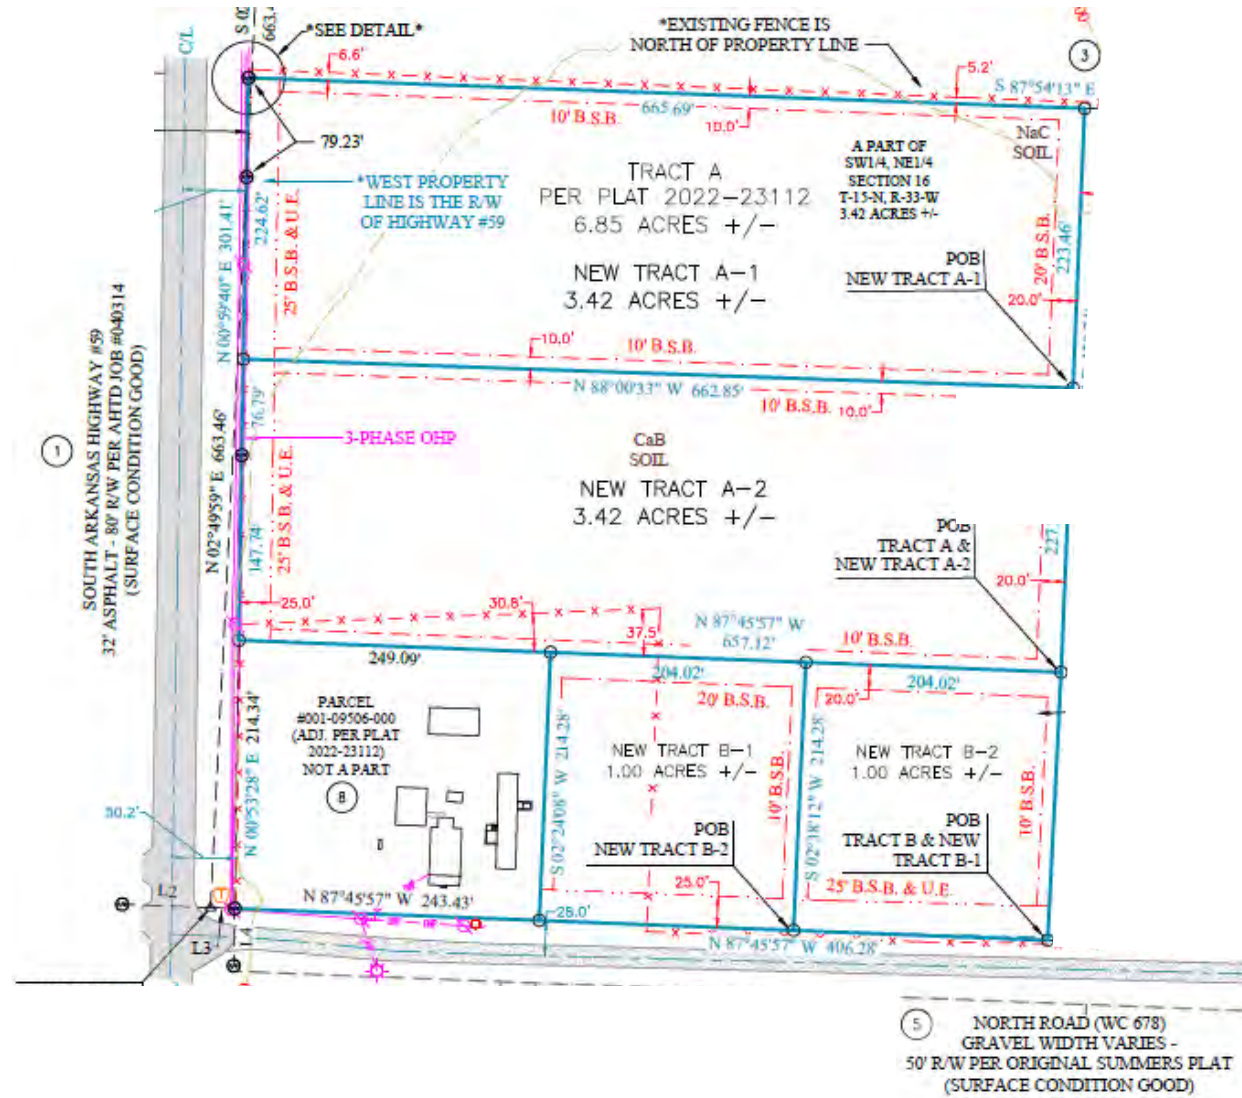 S 02
663.4
*SEE DETAIL*
*EXISTING FENCE IS
NORTH OF PROPERTY LINE
3
C/L
6.6'
5.2'
S 87°54'13" E
665.69'
10' B.S.B.
10.0'
NaC
SOIL
79.23'
*WEST PROPERTY
LINE IS THE R/W
OF HIGHWAY #59
TRACT A
PER PLAT 2022-23112
6.85 ACRES +/-
A PART OF
SW1/4, NE1/4
SECTION 16
T-15-N, R-33-W
3.42 ACRES +/-
NEW TRACT A-1
3.42 ACRES +/-
POB
NEW TRACT A-1
20' B.S.B.
223.46'
20.0'
N 00°59'40" E 301.41'
224.62'
25' B.S.B. & U.E.
10.0'
10' B.S.B.
N 88°00'33" W 662.85'
10' B.S.B.
10.0'
SOUTH ARKANSAS HIGHWAY #59
32' ASPHALT - 80' R/W PER AHTD JOB #040314
(SURFACE CONDITION GOOD)
1
N 02°49'59" E 663.46'
76.79'
3-PHASE OHP
CaB
SOIL
NEW TRACT A-2
3.42 ACRES +/-
147.74'
25' B.S.B. & U.E.
POB
TRACT A &
NEW TRACT A-2
227.
20.0'
25.0'
30.8'
37.5'
N 87°45'57" W
657.12'
10' B.S.B.
249.09'
204.02'
20' B.S.B.
20.0'
204.02'
PARCEL
#001-09506-000
(ADJ. PER PLAT
2022-23112)
NOT A PART
8
N 00°53'28" E 214.34'
S 02°24'08" W 214.28'
NEW TRACT B-1
1.00 ACRES +/-
10' B.S.B.
S 02°38'12" W 214.28'
NEW TRACT B-2
1.00 ACRES +/-
10' B.S.B.
50.2'
POB
NEW TRACT B-2
POB
TRACT B & NEW
TRACT B-1
25.0'
25' B.S.B. & U.E.
L2
N 87°45'57" W 243.43'
25.0'
N 87°45'57" W 406.28'
L3
L4
5
NORTH ROAD (WC 678)
GRAVEL WIDTH VARIES -
50' R/W PER ORIGINAL SUMMERS PLAT
(SURFACE CONDITION GOOD)